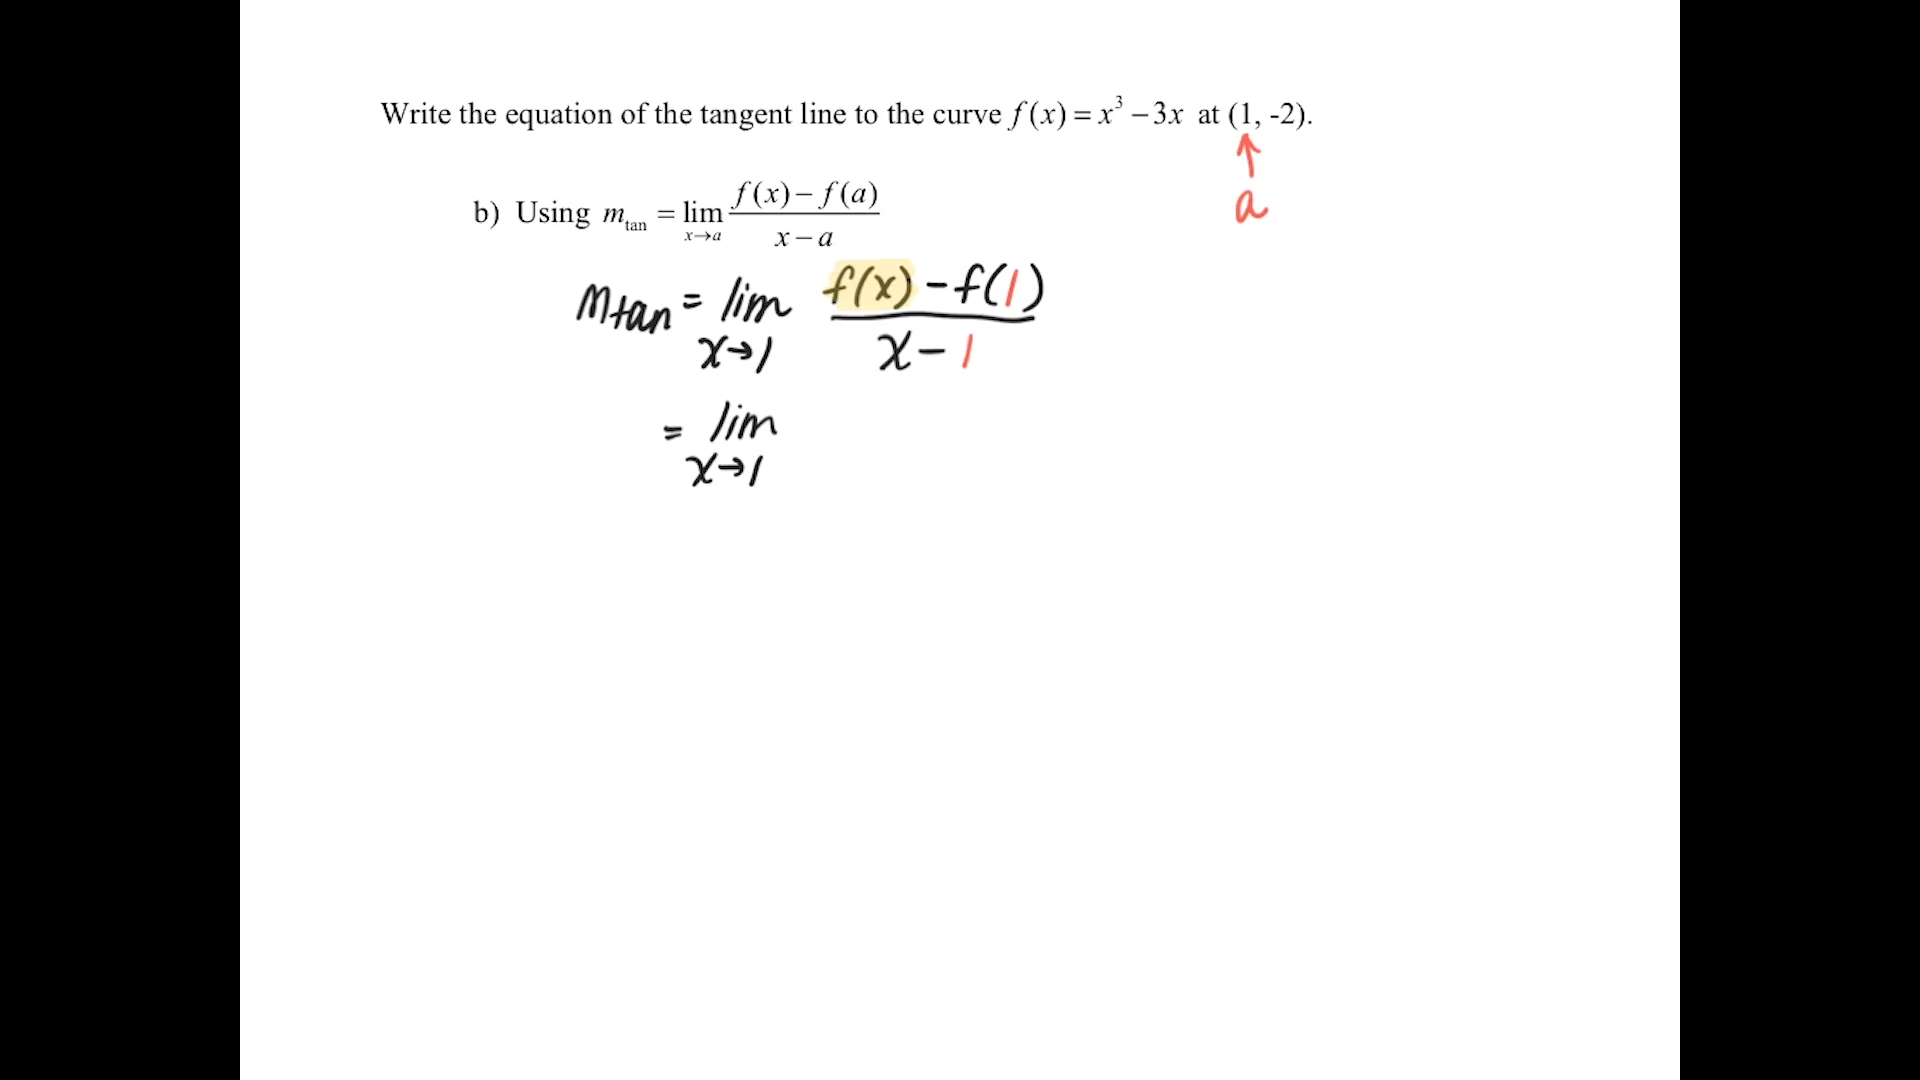 Write the equation of the tangent line to the curve f(x) = x³ − 3x at (1, -2).
a
b) Using m_tan = lim_{x→a} (f(x) − f(a))/(x − a)
mtan = lim_{x→1} (f(x) − f(1))/(x − 1)
= lim_{x→1}